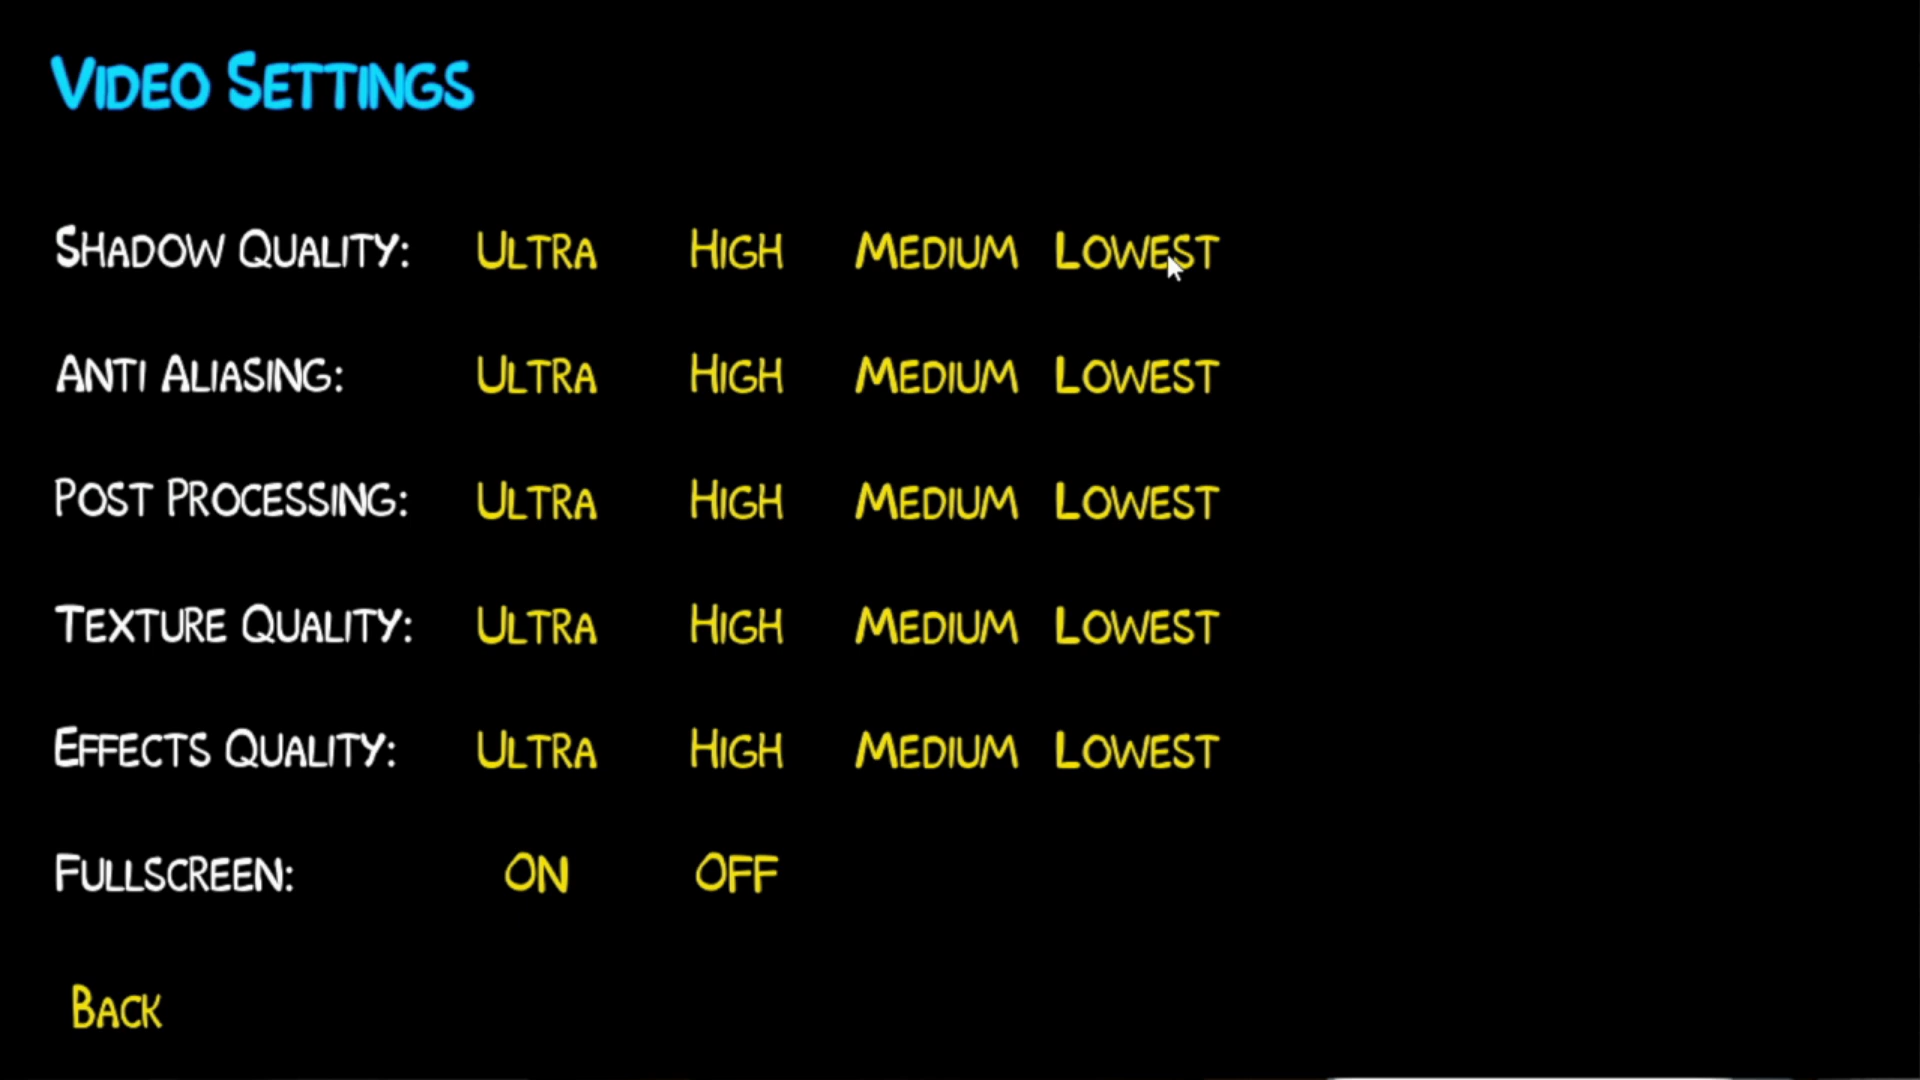 Video Settings
Shadow Quality: Ultra High Medium Lowest
Anti Aliasing: Ultra High Medium Lowest
Post Processing: Ultra High Medium Lowest
Texture Quality: Ultra High Medium Lowest
Effects Quality: Ultra High Medium Lowest
Fullscreen: On Off
Back